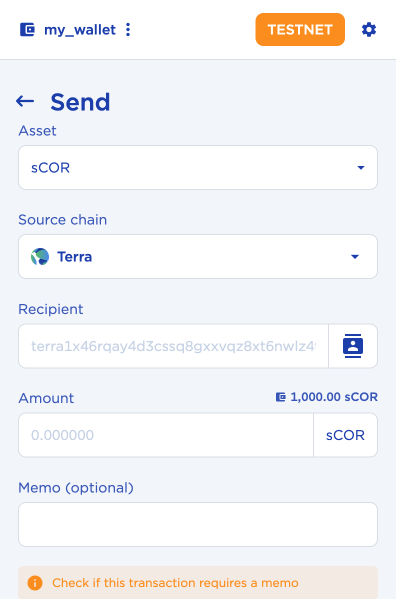 my_wallet
TESTNET
Send
Asset
sCOR
Source chain
Terra
Recipient
terra1x46rqay4d3cssq8gxxvqz8xt6nwlz4
Amount
1,000.00 sCOR
0.000000
sCOR
Memo (optional)
Check if this transaction requires a memo